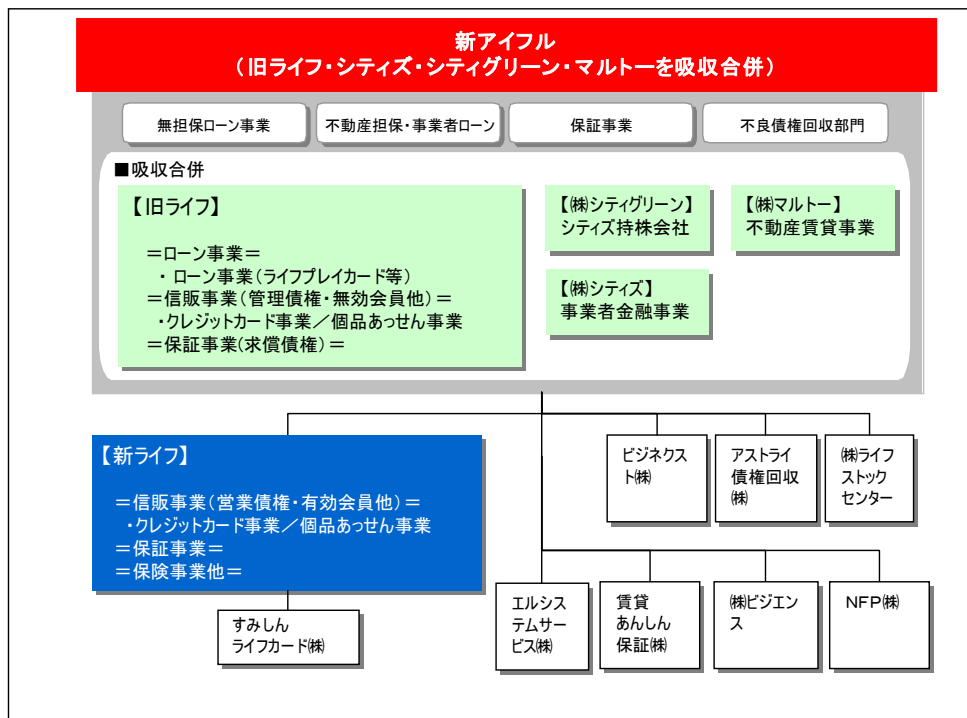 新アイフル
（旧ライフ・シティズ・シティグリーン・マルトーを吸収合併）
無担保ローン事業
不動産担保・事業者ローン
保証事業
不良債権回収部門
■吸収合併
【旧ライフ】
＝ローン事業＝
・ ローン事業（ライフプレイカード等）
＝信販事業（管理債権・無効会員他）＝
・クレジットカード事業／個品あっせん事業
＝保証事業（求償債権）＝
【㈱シティグリーン】
シティズ持株会社
【㈱マルトー】
不動産賃貸事業
【㈱シティズ】
事業者金融事業
【新ライフ】
＝信販事業（営業債権・有効会員他）＝
・クレジットカード事業／個品あっせん事業
＝保証事業＝
＝保険事業他＝
ビジネクス
ト㈱
アストライ
債権回収
㈱
㈱ライフ
ストック
センター
すみしん
ライフカード㈱
エルシス
テムサー
ビス㈱
賃貸
あんしん
保証㈱
㈱ビジエン
ス
ＮＦＰ㈱